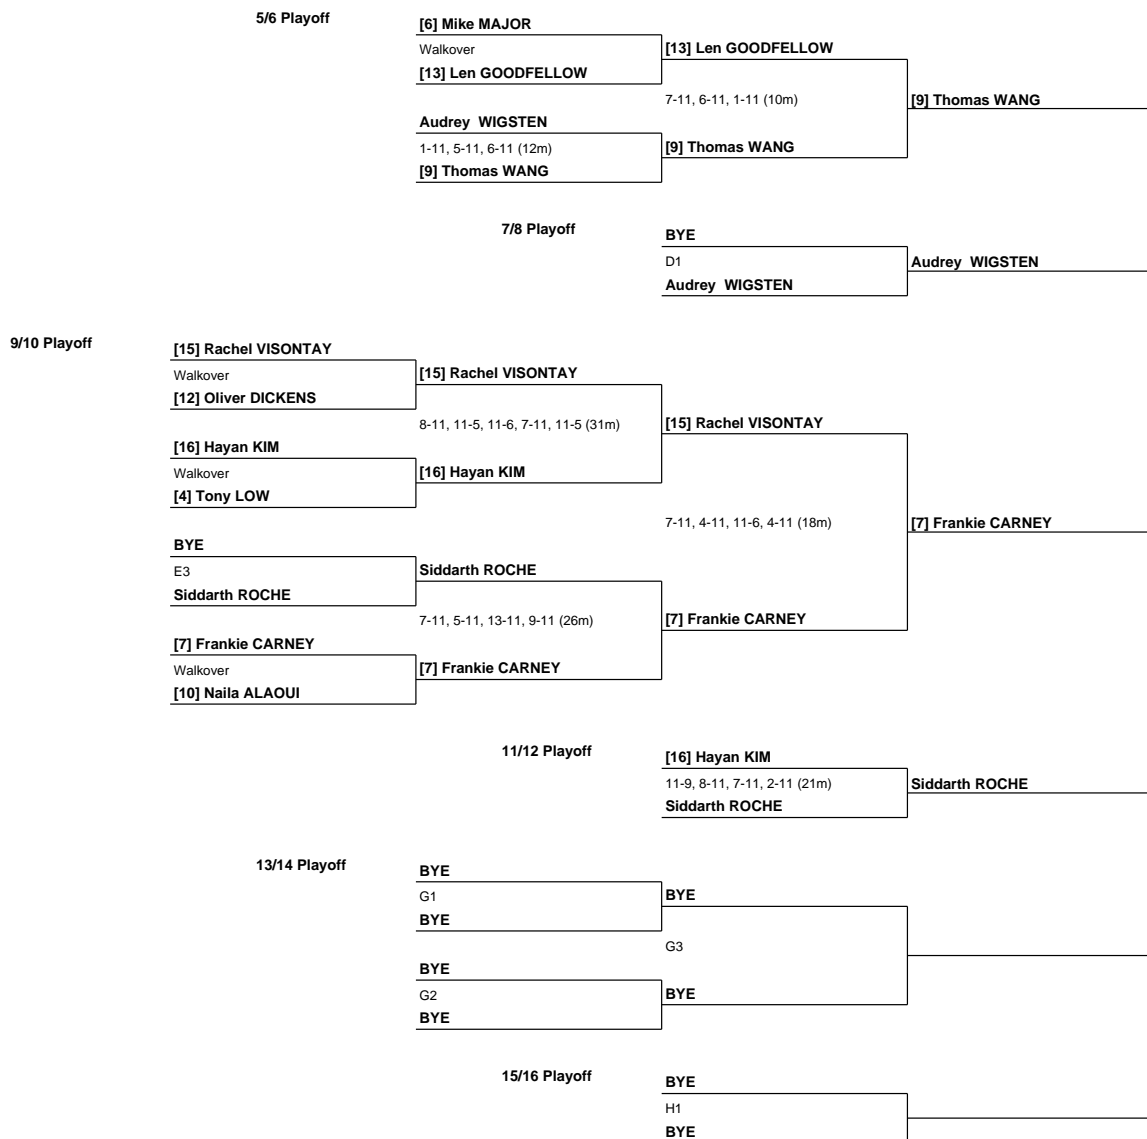 5/6 Playoff
[6] Mike MAJOR
Walkover
[13] Len GOODFELLOW
[13] Len GOODFELLOW
7-11, 6-11, 1-11 (10m)
[9] Thomas WANG
Audrey  WIGSTEN
1-11, 5-11, 6-11 (12m)
[9] Thomas WANG
[9] Thomas WANG
7/8 Playoff
BYE
D1
Audrey  WIGSTEN
Audrey  WIGSTEN
9/10 Playoff
[15] Rachel VISONTAY
Walkover
[15] Rachel VISONTAY
[12] Oliver DICKENS
8-11, 11-5, 11-6, 7-11, 11-5 (31m)
[15] Rachel VISONTAY
[16] Hayan KIM
Walkover
[16] Hayan KIM
[4] Tony LOW
7-11, 4-11, 11-6, 4-11 (18m)
[7] Frankie CARNEY
BYE
E3
Siddarth ROCHE
Siddarth ROCHE
7-11, 5-11, 13-11, 9-11 (26m)
[7] Frankie CARNEY
[7] Frankie CARNEY
Walkover
[7] Frankie CARNEY
[10] Naila ALAOUI
11/12 Playoff
[16] Hayan KIM
11-9, 8-11, 7-11, 2-11 (21m)
Siddarth ROCHE
Siddarth ROCHE
13/14 Playoff
BYE
G1
BYE
BYE
G3
BYE
G2
BYE
BYE
15/16 Playoff
BYE
H1
BYE